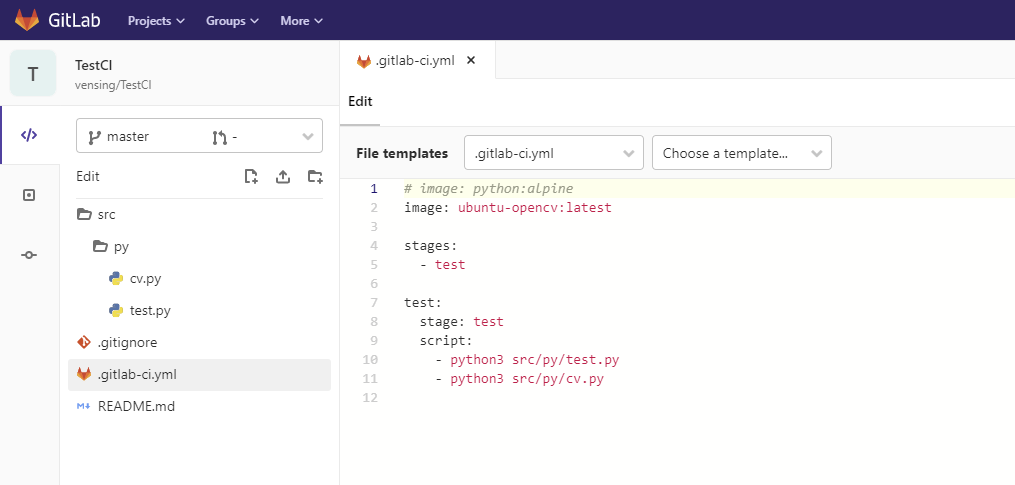 GitLab Projects Groups More
T TestCI
vensing/TestCI
.gitlab-ci.yml ×
Edit
master -
File templates .gitlab-ci.yml Choose a template...
Edit
src
py
cv.py
test.py
.gitignore
.gitlab-ci.yml
M↓ README.md
1 # image: python:alpine
2 image: ubuntu-opencv:latest
3
4 stages:
5 - test
6
7 test:
8 stage: test
9 script:
10 - python3 src/py/test.py
11 - python3 src/py/cv.py
12